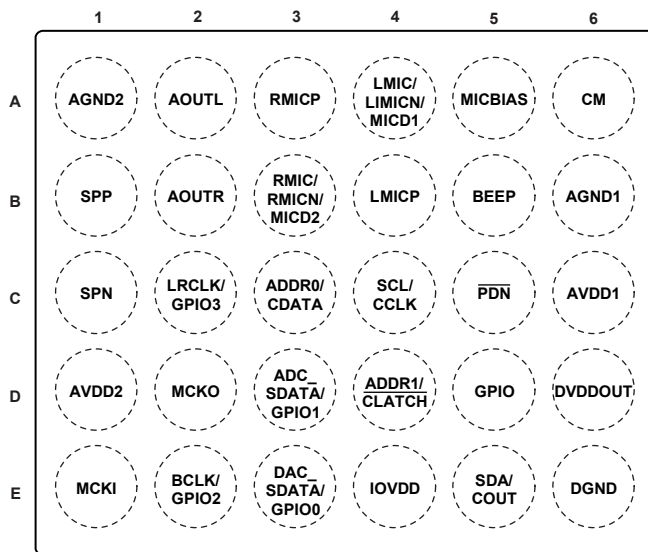 1 2 3 4 5 6
A
AGND2
AOUTL
RMICP
LMIC/
LIMICN/
MICD1
MICBIAS
CM
B
SPP
AOUTR
RMIC/
RMICN/
MICD2
LMICP
BEEP
AGND1
C
SPN
LRCLK/
GPIO3
ADDR0/
CDATA
SCL/
CCLK
PDN
AVDD1
D
AVDD2
MCKO
ADC_
SDATA/
GPIO1
ADDR1/
CLATCH
GPIO
DVDDOUT
E
MCKI
BCLK/
GPIO2
DAC_
SDATA/
GPIO0
IOVDD
SDA/
COUT
DGND